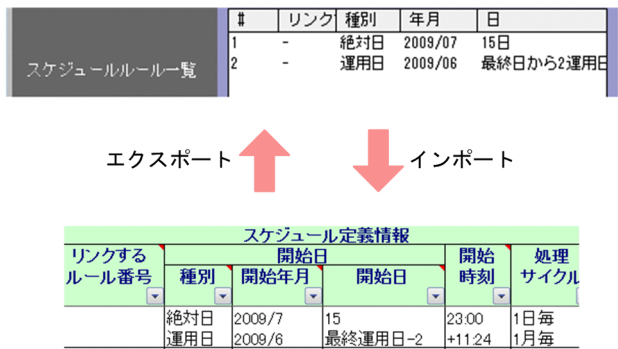 # リンク 種別 年月 日
1 - 絶対日 2009/07 15日
2 - 運用日 2009/06 最終日から2運用日
スケジュールルール一覧
エクスポート インポート
スケジュール定義情報
リンクする ルール番号 開始日 開始時刻 処理サイクル
種別 開始年月 開始日
絶対日 2009/7 15 23:00 1日毎
運用日 2009/6 最終運用日-2 +11:24 1月毎